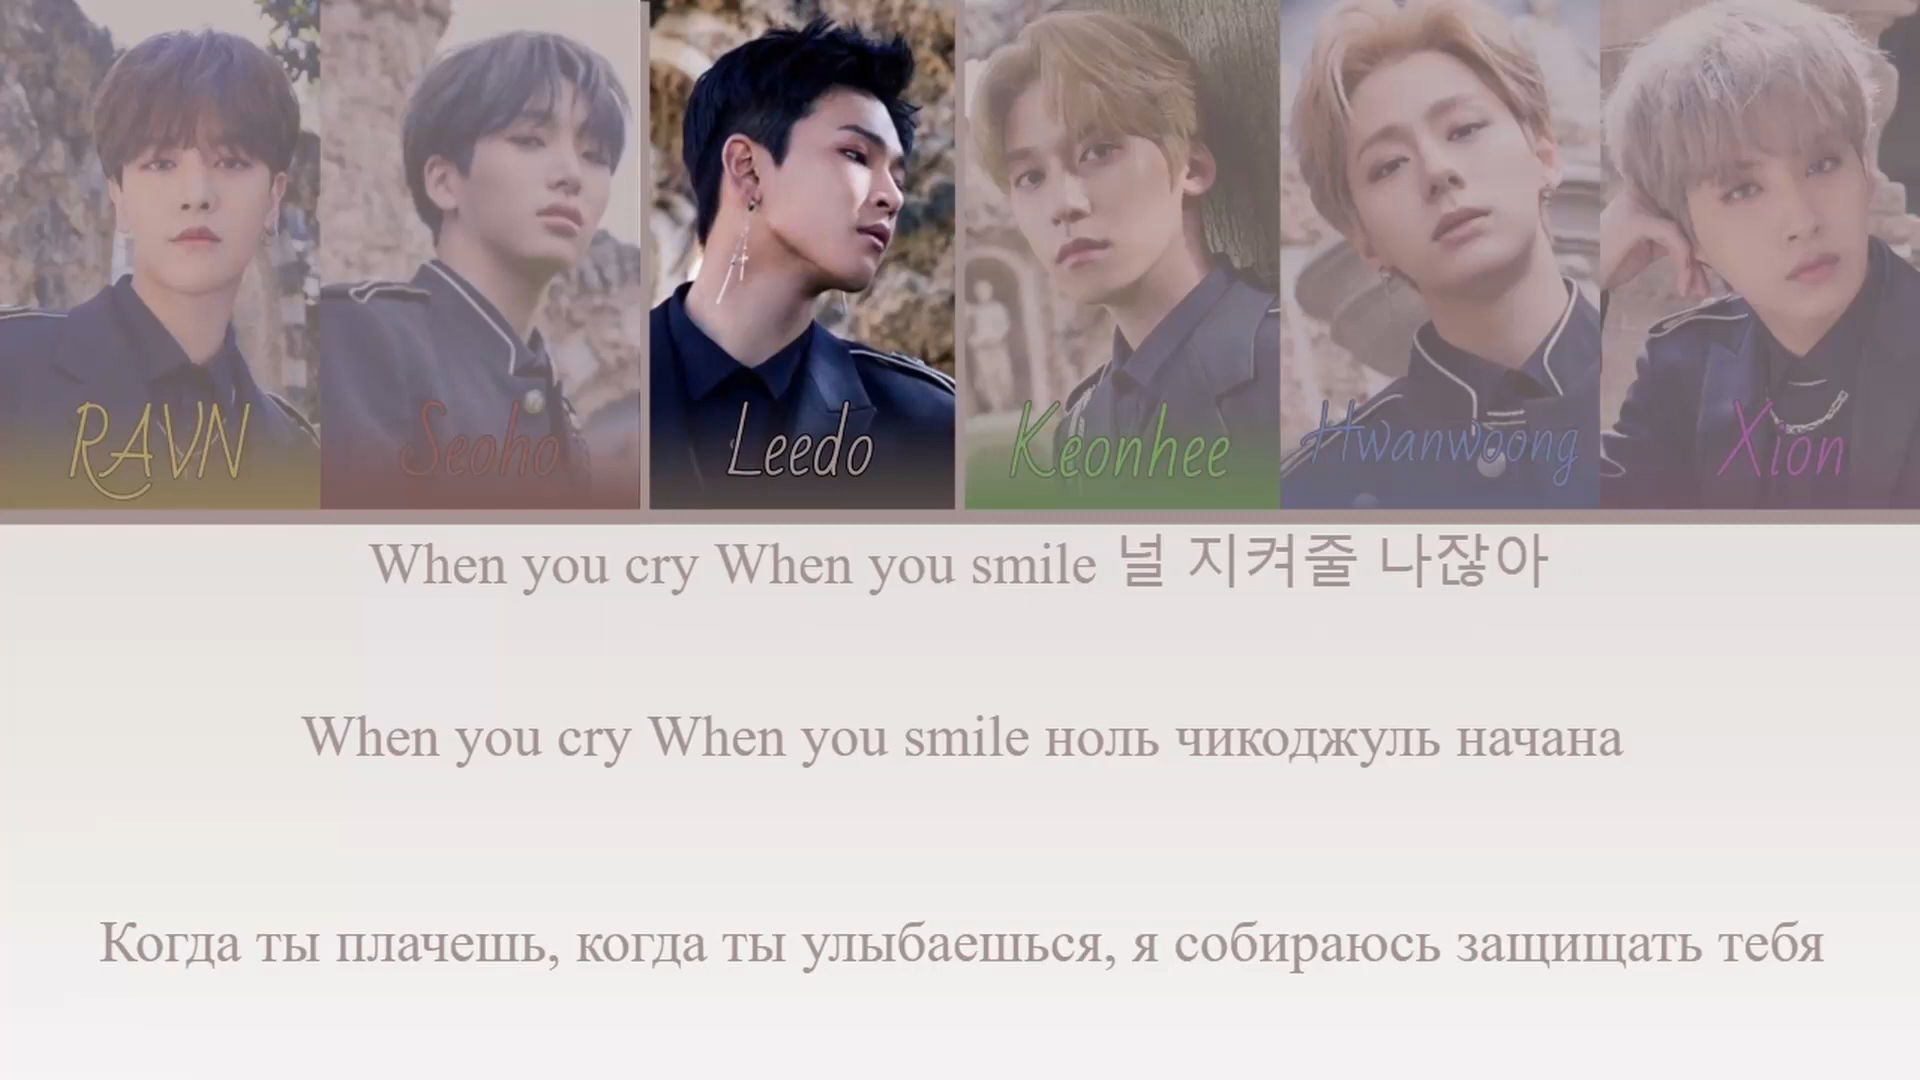 RAVN Seoho Leedo Keonhee Hwanwoong Xion
When you cry When you smile 널 지켜줄 나잖아
When you cry When you smile ноль чикоджуль начана
Когда ты плачешь, когда ты улыбаешься, я собираюсь защищать тебя